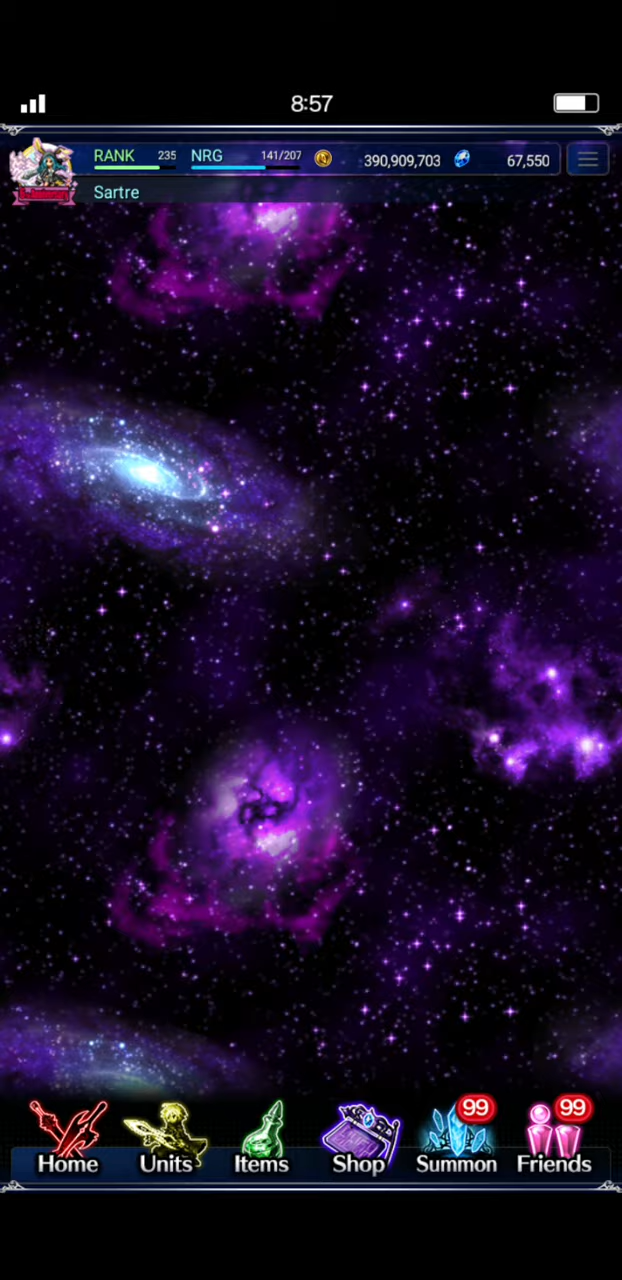 8:57
RANK 235 NRG 141/207 390,909,703 67,550
Sartre
99 99
Home Units Items Shop Summon Friends